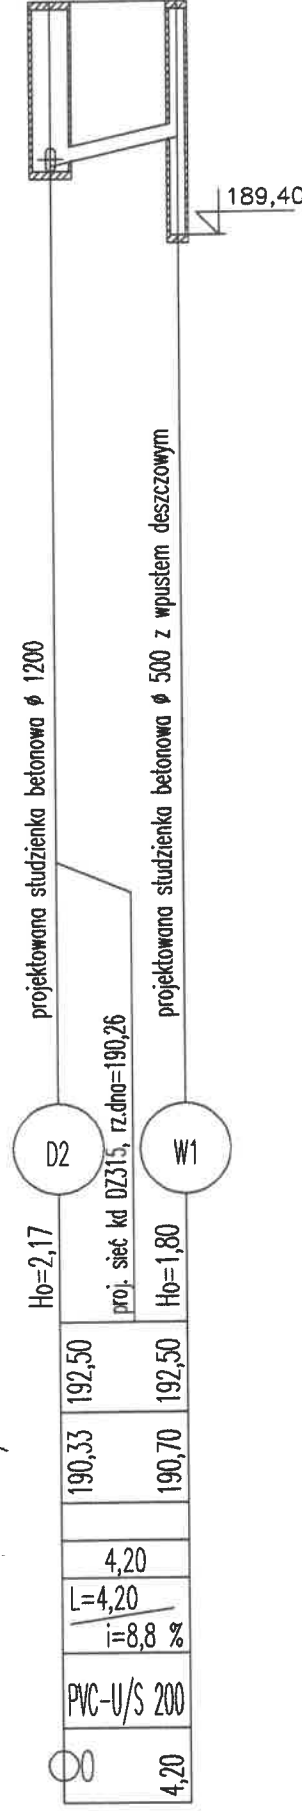 189,40
projektowana studzienka betonowa ø 1200
projektowana studzienka betonowa ø 500 z wpustem deszczowym
proj. sieć kd DZ315, rz.dna=190,26
D2
W1
Ho=2,17
Ho=1,80
192,50
192,50
190,33
190,70
4,20
L=4,20
i=8,8 %
PVC-U/S 200
0
4,20